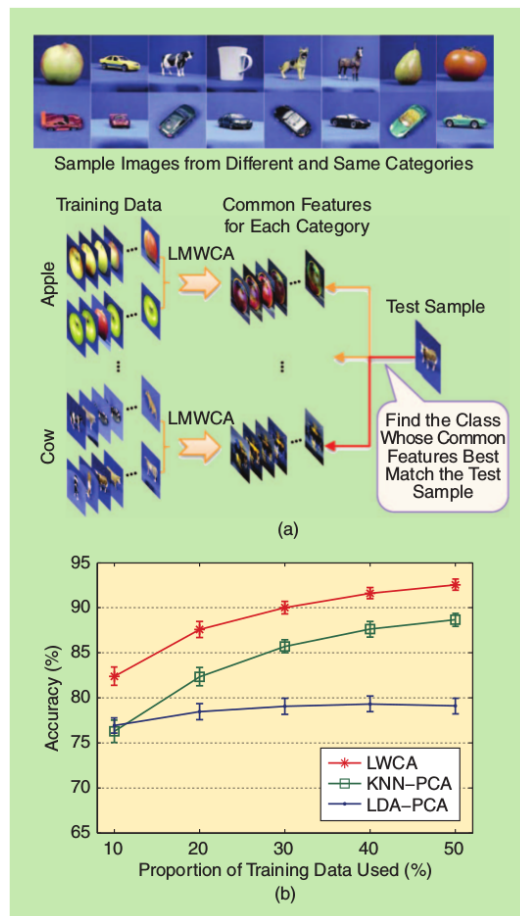 Sample Images from Different and Same Categories
Training Data
Common Features
for Each Category
Apple
LMWCA
Test Sample
Cow
LMWCA
Find the Class
Whose Common
Features Best
Match the Test
Sample
(a)
95
90
85
80
75
70
65
Accuracy (%)
LWCA
KNN–PCA
LDA–PCA
10
20
30
40
50
Proportion of Training Data Used (%)
(b)